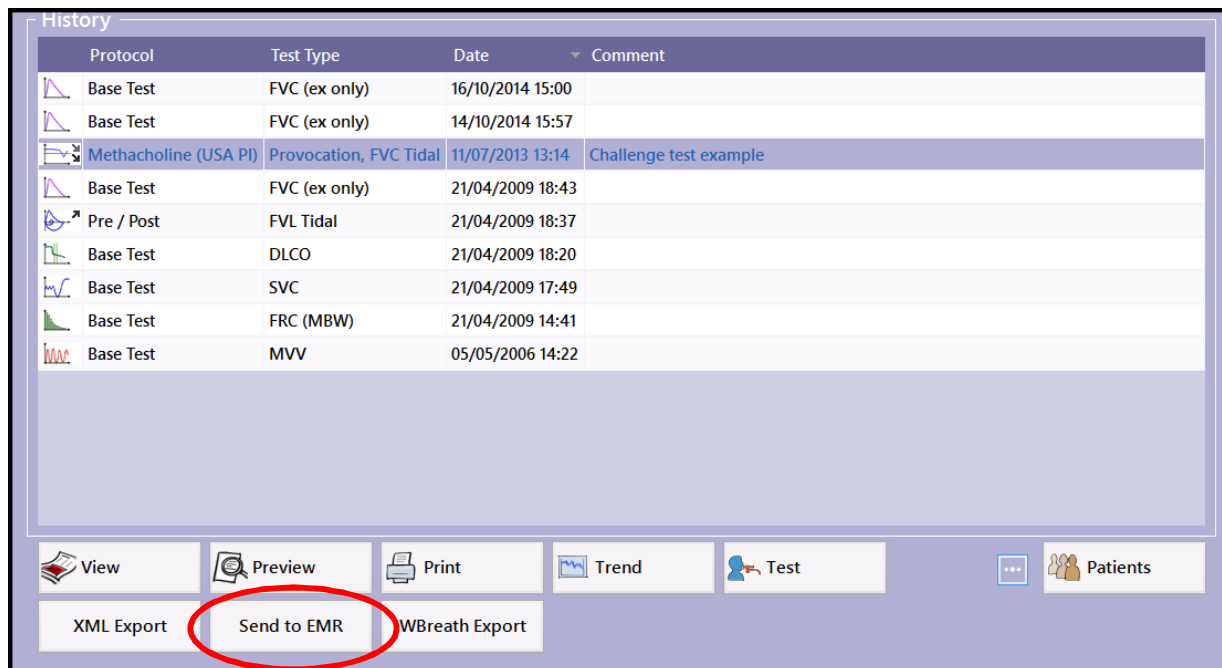 History
Protocol Test Type Date Comment
Base Test FVC (ex only) 16/10/2014 15:00
Base Test FVC (ex only) 14/10/2014 15:57
Methacholine (USA PI) Provocation, FVC Tidal 11/07/2013 13:14 Challenge test example
Base Test FVC (ex only) 21/04/2009 18:43
Pre / Post FVL Tidal 21/04/2009 18:37
Base Test DLCO 21/04/2009 18:20
Base Test SVC 21/04/2009 17:49
Base Test FRC (MBW) 21/04/2009 14:41
Base Test MVV 05/05/2006 14:22
View Preview Print Trend Test ... Patients
XML Export Send to EMR WBreath Export